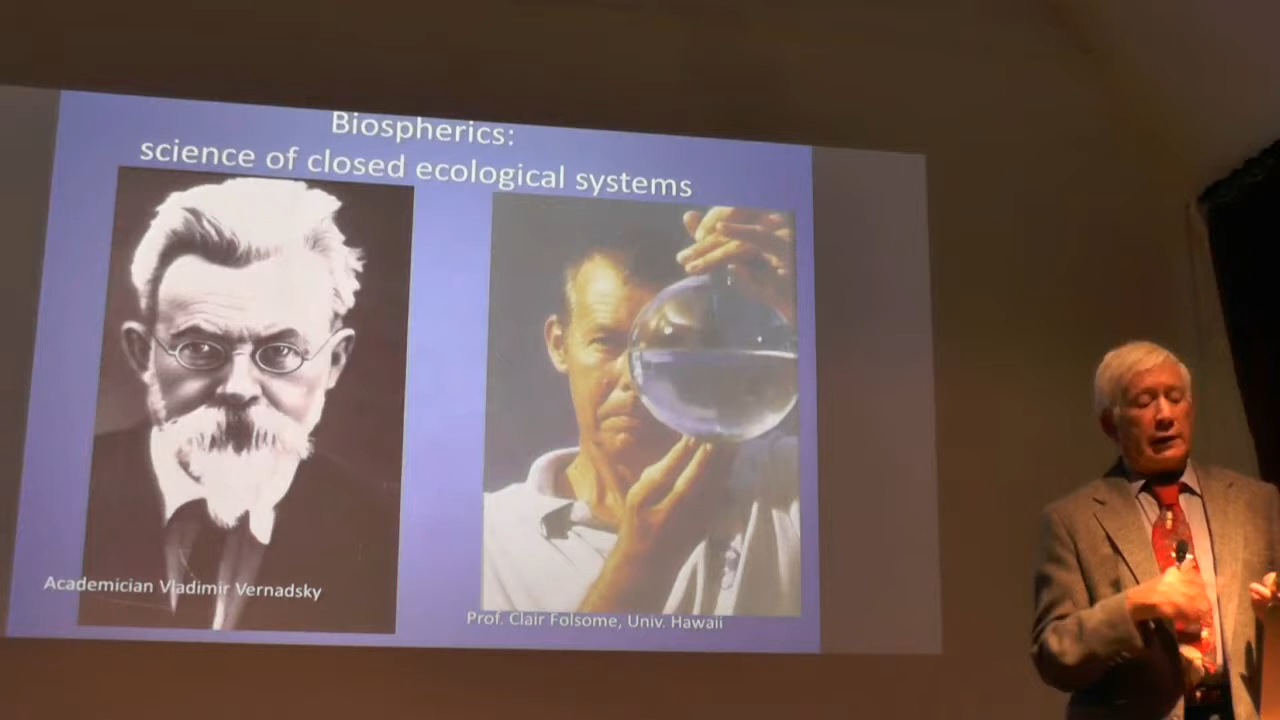 Biospherics:
science of closed ecological systems
Academician Vladimir Vernadsky
Prof. Clair Folsome, Univ. Hawaii